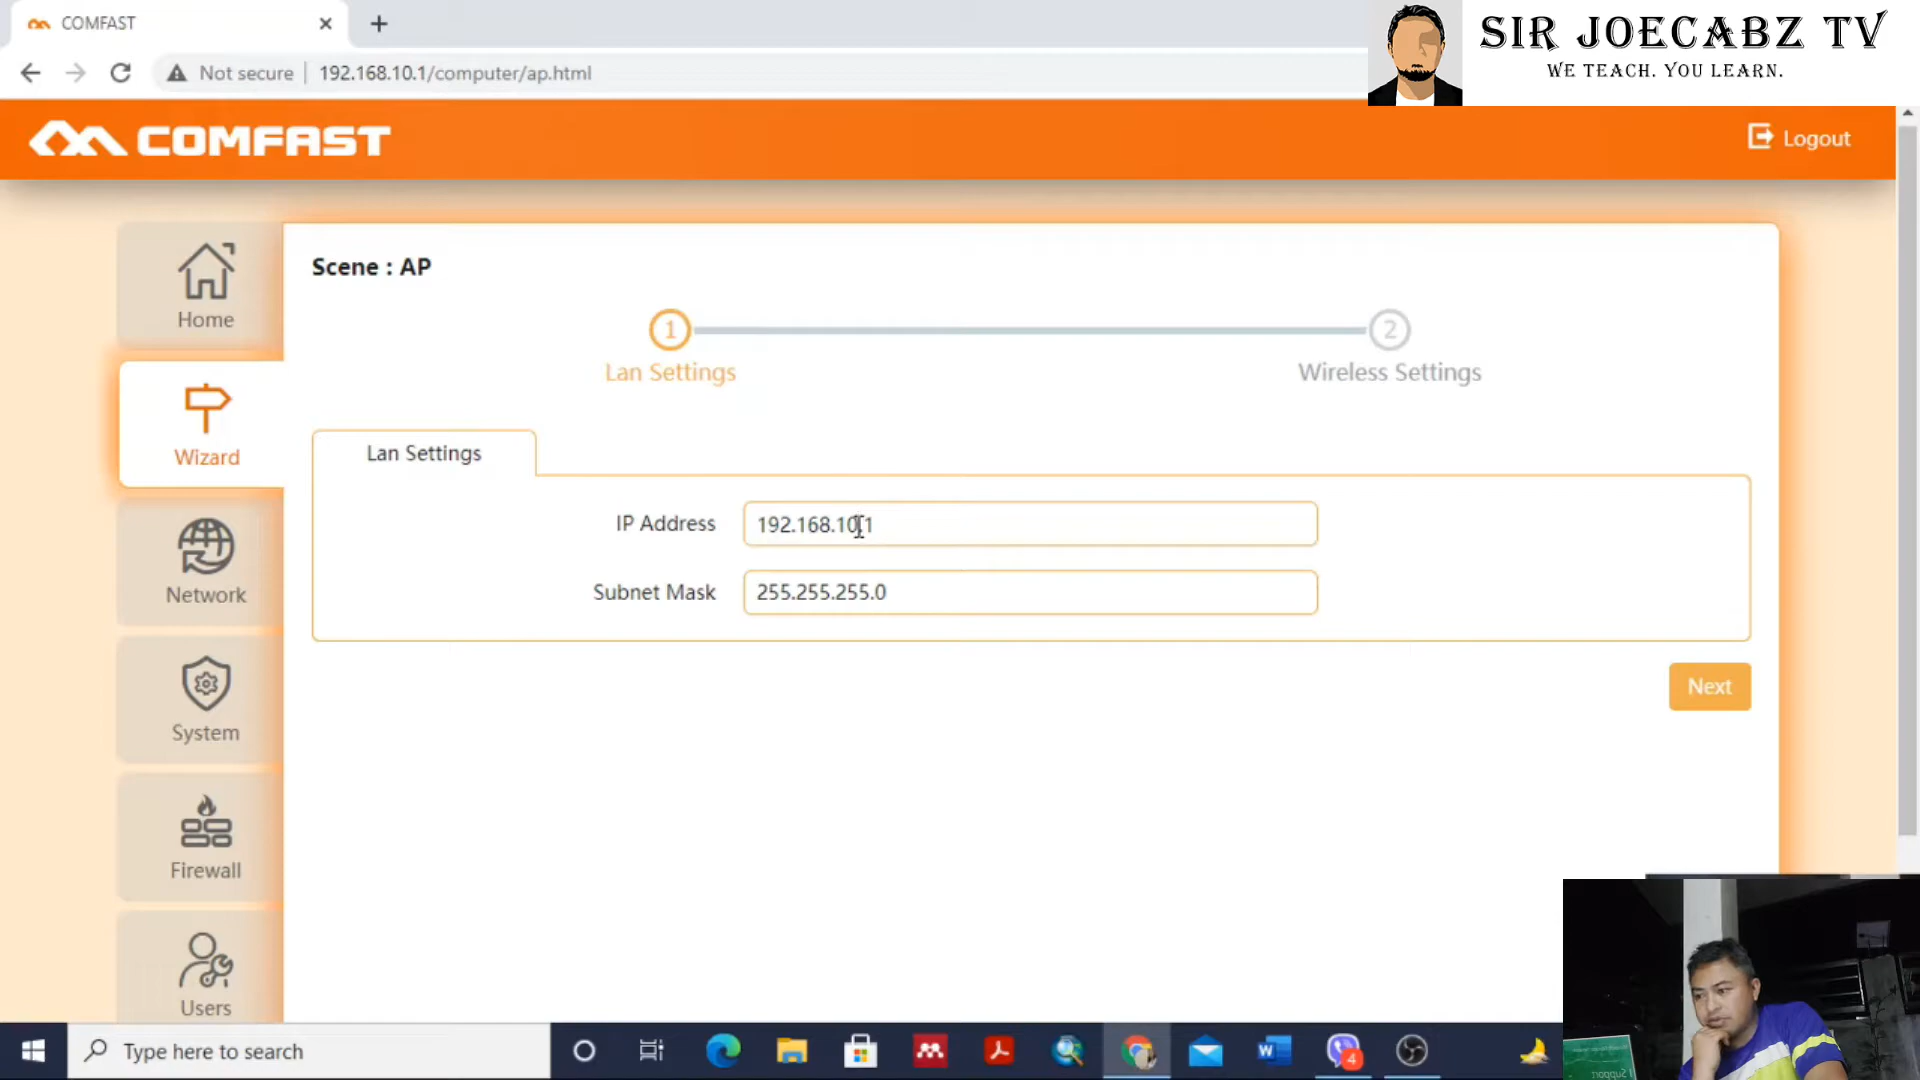 COMFAST
SIR JOECABZ TV
WE TEACH. YOU LEARN.
Not secure
192.168.10.1/computer/ap.html
COMFAST
Logout
Home
Wizard
Network
System
Firewall
Users
Scene : AP
1
2
Lan Settings
Wireless Settings
Lan Settings
IP Address
192.168.10.1
Subnet Mask
255.255.255.0
Next
Type here to search
W
4